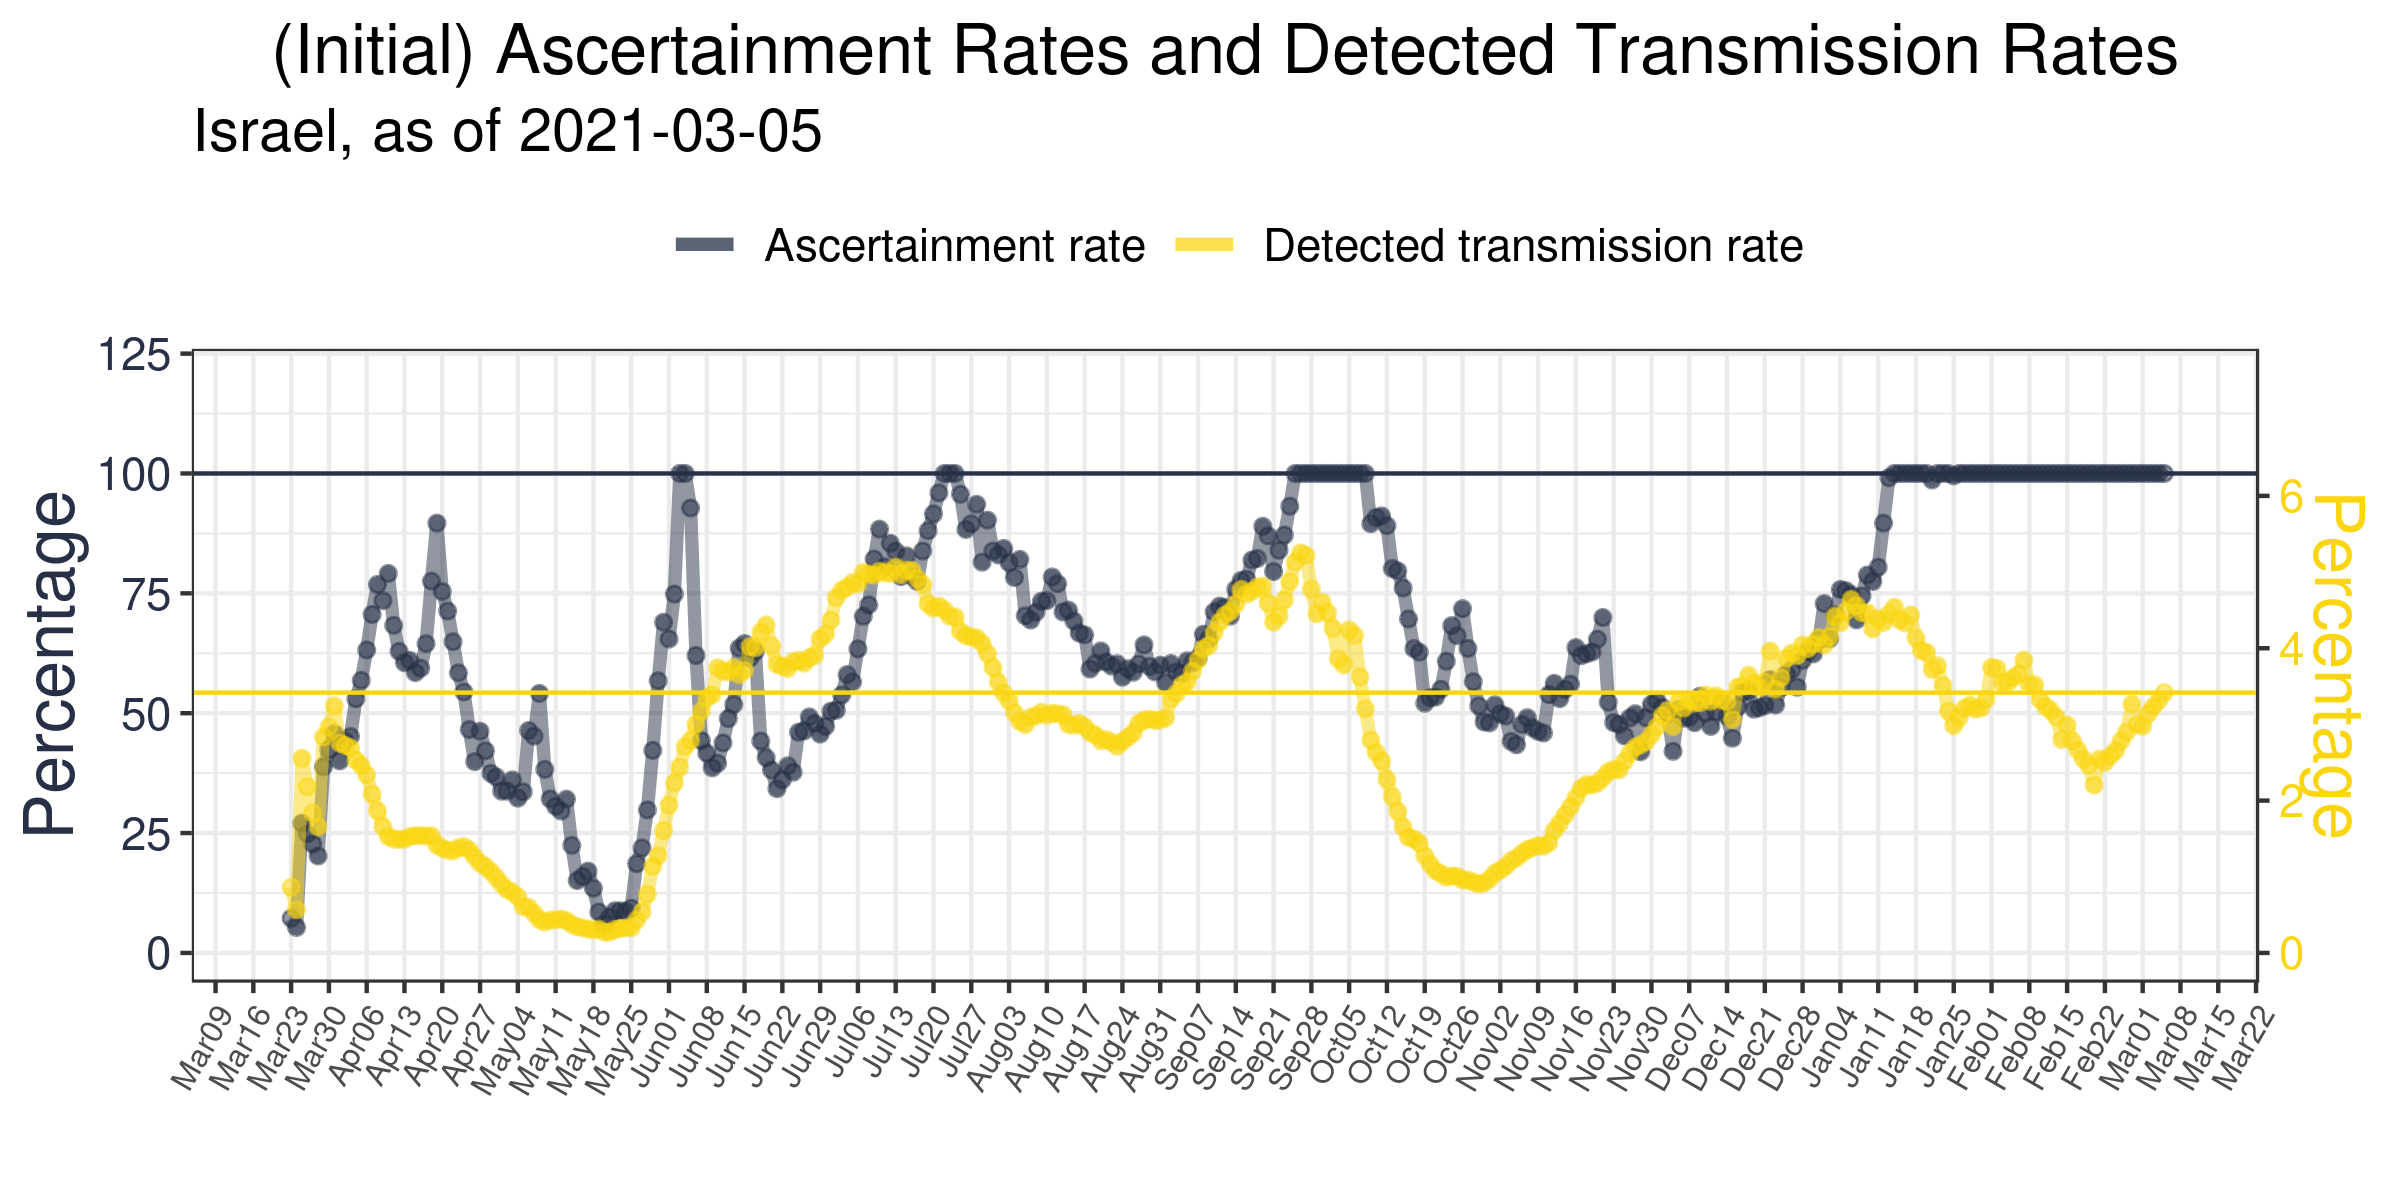 (Initial) Ascertainment Rates and Detected Transmission Rates
Israel, as of 2021-03-05
Ascertainment rate
Detected transmission rate
Percentage
125
100
75
50
25
0
6
4
2
0
Percentage
Mar09
Mar16
Mar23
Mar30
Apr06
Apr13
Apr20
Apr27
May04
May11
May18
May25
Jun01
Jun08
Jun15
Jun22
Jun29
Jul06
Jul13
Jul20
Jul27
Aug03
Aug10
Aug17
Aug24
Aug31
Sep07
Sep14
Sep21
Sep28
Oct05
Oct12
Oct19
Oct26
Nov02
Nov09
Nov16
Nov23
Nov30
Dec07
Dec14
Dec21
Dec28
Jan04
Jan11
Jan18
Jan25
Feb01
Feb08
Feb15
Feb22
Mar01
Mar08
Mar15
Mar22